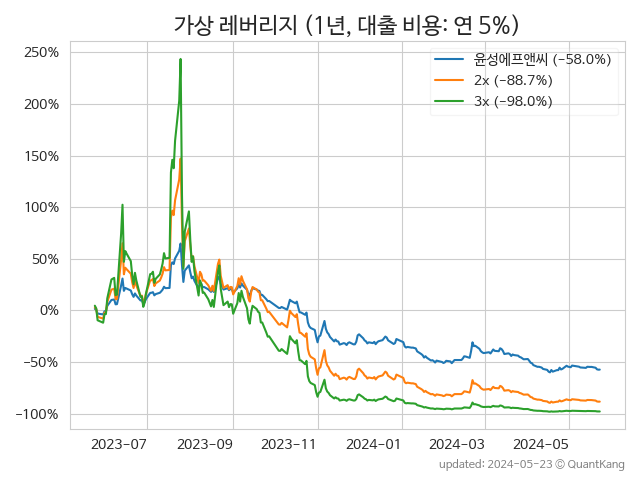 가상 레버리지 (1년, 대출 비용: 연 5%)
250%
200%
150%
100%
50%
0%
−50%
−100%
윤성에프앤씨 (−58.0%)
2x (−88.7%)
3x (−98.0%)
2023-07 2023-09 2023-11 2024-01 2024-03 2024-05
updated: 2024-05-23 © QuantKang